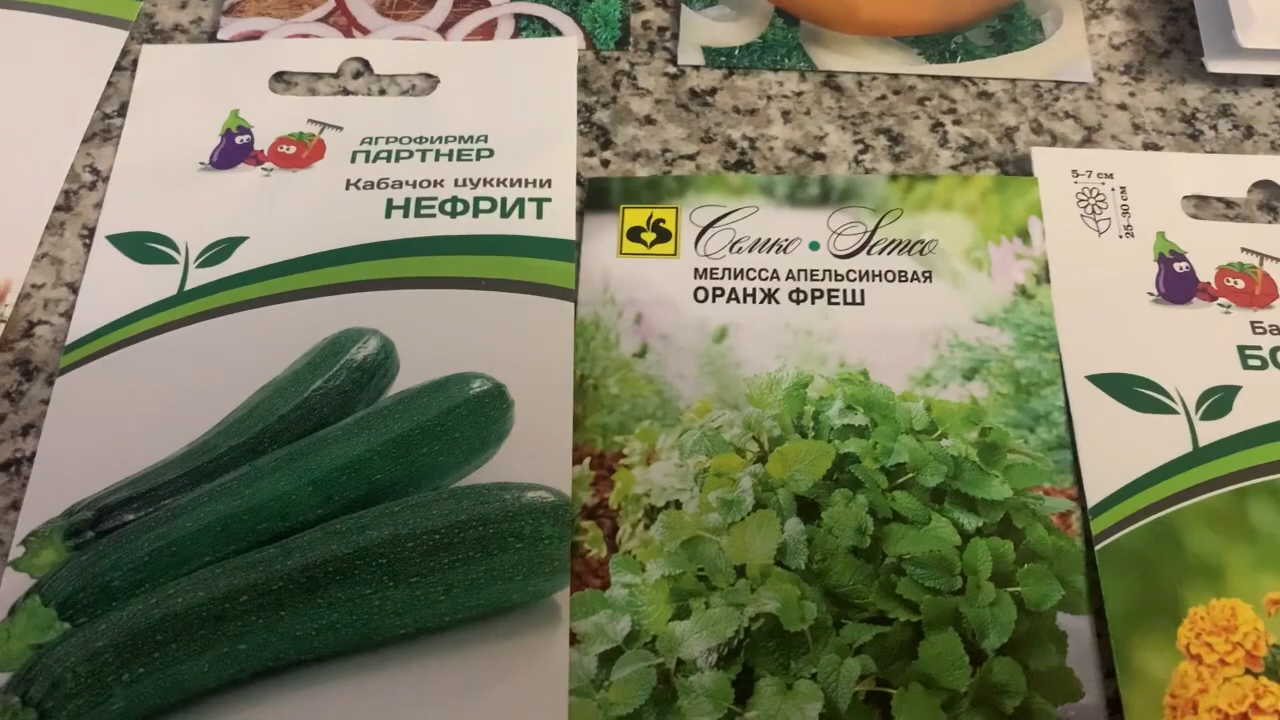 АГРОФИРМА
ПАРТНЕР
Кабачок цуккини
НЕФРИТ
Семко • Semco
МЕЛИССА АПЕЛЬСИНОВАЯ
ОРАНЖ ФРЕШ
5–7 см
25–30 см